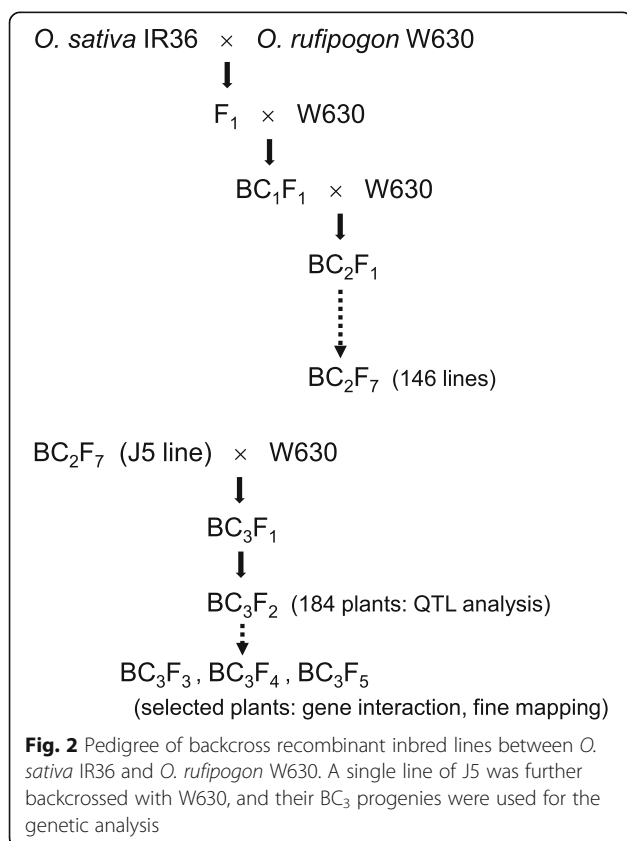 O. sativa IR36 × O. rufipogon W630
F₁ × W630
BC₁F₁ × W630
BC₂F₁
BC₂F₇ (146 lines)
BC₂F₇ (J5 line) × W630
BC₃F₁
BC₃F₂ (184 plants: QTL analysis)
BC₃F₃ , BC₃F₄ , BC₃F₅
(selected plants: gene interaction, fine mapping)
Fig. 2 Pedigree of backcross recombinant inbred lines between O.
sativa IR36 and O. rufipogon W630. A single line of J5 was further
backcrossed with W630, and their BC₃ progenies were used for the
genetic analysis